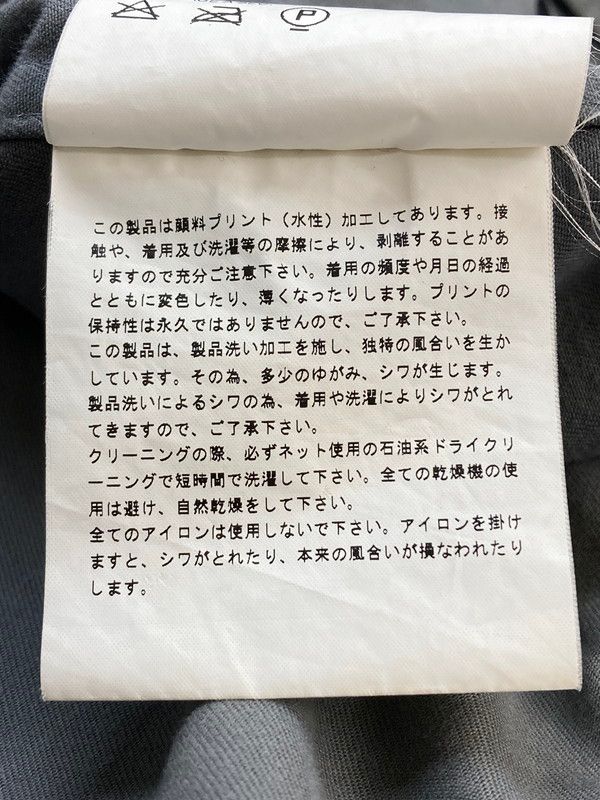 P
この製品は顔料プリント（水性）加工してあります。接
触や、着用及び洗濯等の摩擦により、剥離することがあ
りますので充分ご注意下さい。着用の頻度や月日の経過
とともに変色したり、薄くなったりします。プリントの
保持性は永久ではありませんので、ご了承下さい。
この製品は、製品洗い加工を施し、独特の風合いを生か
しています。その為、多少のゆがみ、シワが生じます。
製品洗いによるシワの為、着用や洗濯によりシワがとれ
てきますので、ご了承下さい。
クリーニングの際、必ずネット使用の石油系ドライクリ
ーニングで短時間で洗濯して下さい。全ての乾燥機の使
用は避け、自然乾燥をして下さい。
全てのアイロンは使用しないで下さい。アイロンを掛け
ますと、シワがとれたり、本来の風合いが損なわれたり
します。